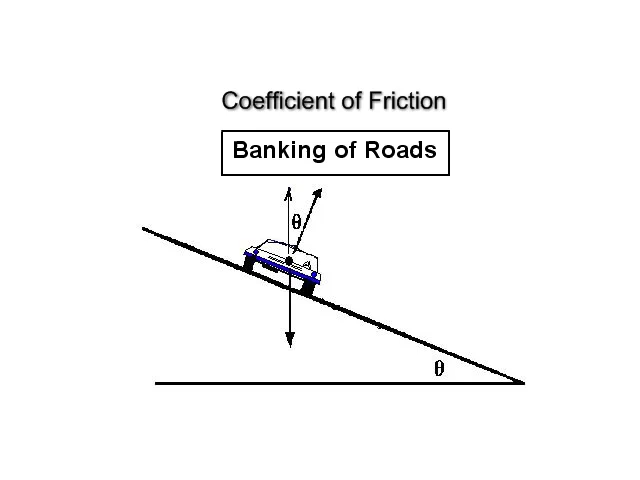 Coefficient of Friction
Banking of Roads
θ
θ